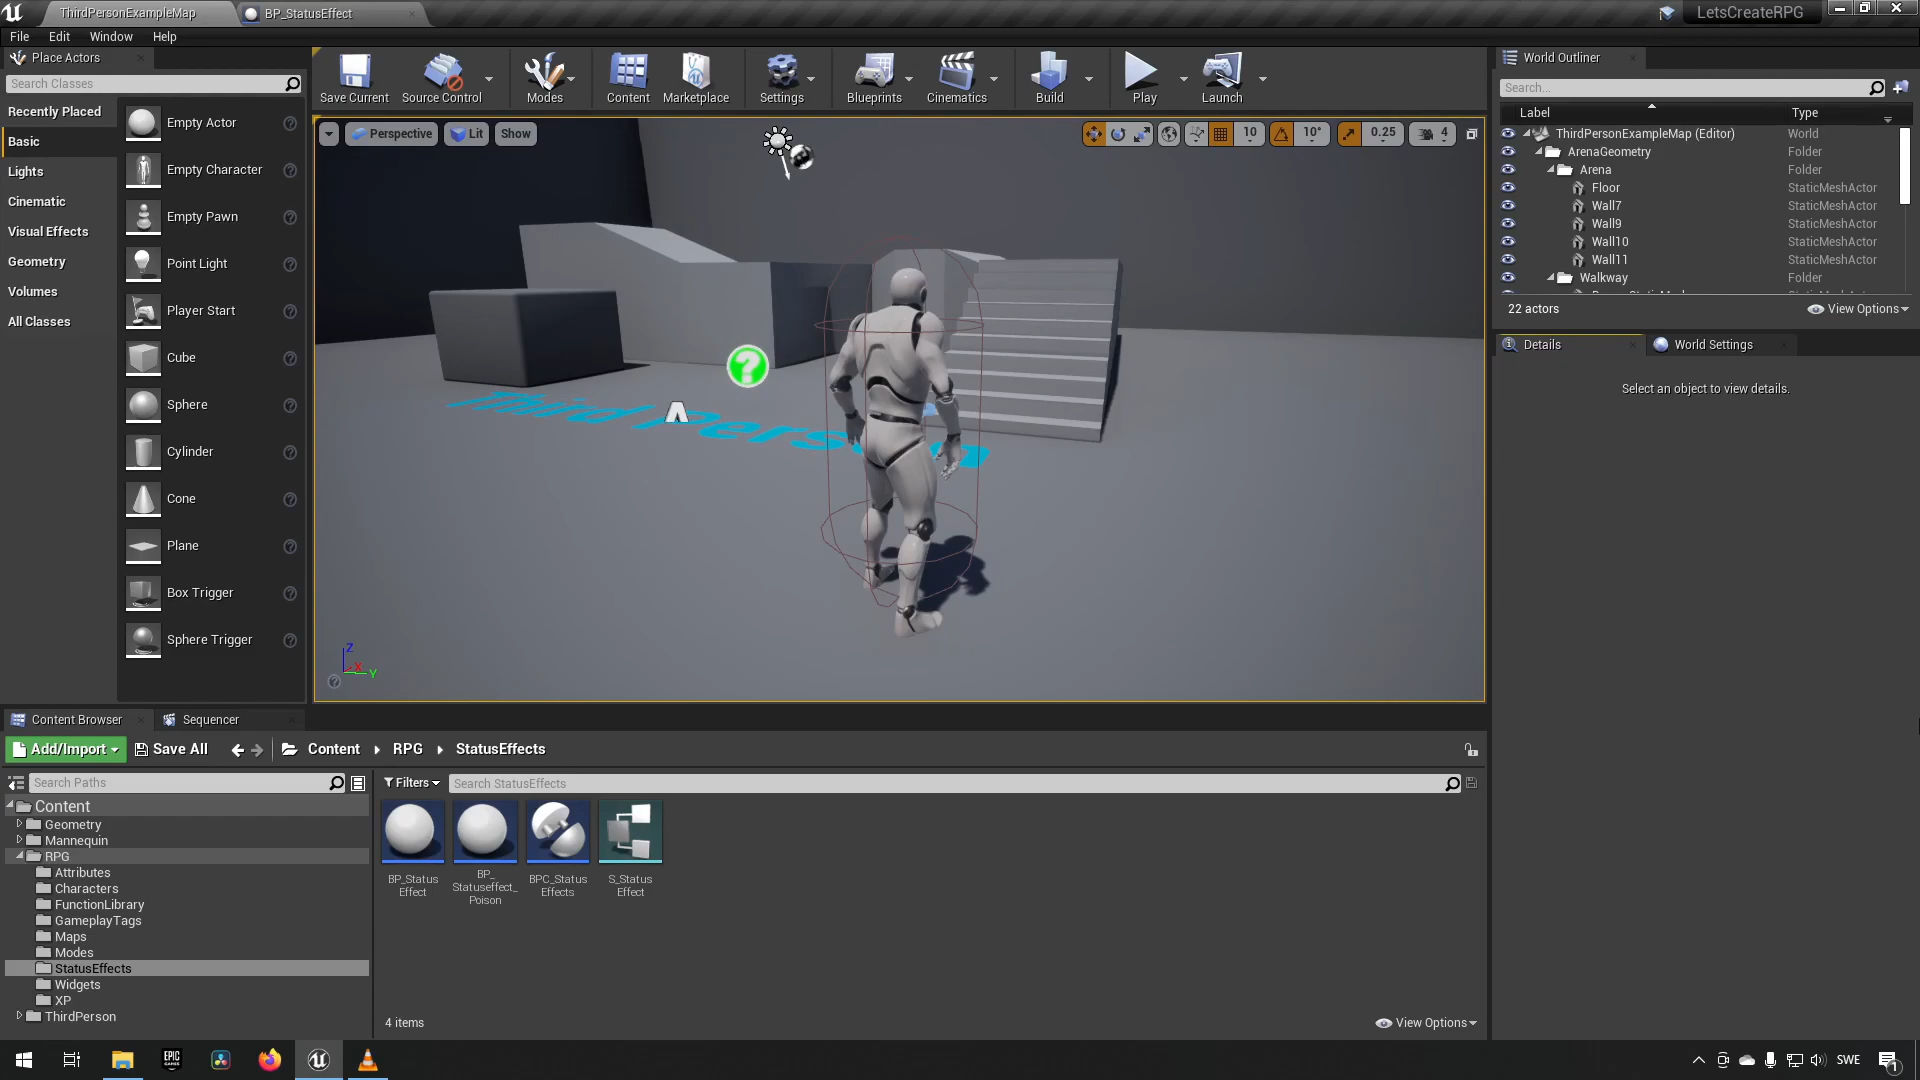 ThirdPersonExampleMap
BP_StatusEffect
LetsCreateRPG
File
Edit
Window
Help
Place Actors
Search Classes
Recently Placed
Basic
Lights
Cinematic
Visual Effects
Geometry
Volumes
All Classes
Empty Actor
Empty Character
Empty Pawn
Point Light
Player Start
Cube
Sphere
Cylinder
Cone
Plane
Box Trigger
Sphere Trigger
Save Current
Source Control
Modes
Content
Marketplace
Settings
Blueprints
Cinematics
Build
Play
Launch
Perspective
Lit
Show
10
10°
0.25
4
Third Pers
Z
X
Y
World Outliner
Search...
Label
Type
ThirdPersonExampleMap (Editor)
World
ArenaGeometry
Folder
Arena
Folder
Floor
StaticMeshActor
Wall7
StaticMeshActor
Wall9
StaticMeshActor
Wall10
StaticMeshActor
Wall11
StaticMeshActor
Walkway
Folder
22 actors
View Options
Details
World Settings
Select an object to view details.
Content Browser
Sequencer
Add/Import
Save All
Content
RPG
StatusEffects
Search Paths
Filters
Search StatusEffects
Content
Geometry
Mannequin
RPG
Attributes
Characters
FunctionLibrary
GameplayTags
Maps
Modes
StatusEffects
Widgets
XP
ThirdPerson
BP_Status
Effect
BP_
Statuseffect_
Poison
BPC_Status
Effects
S_Status
Effect
4 items
View Options
EPIC
GAMES
SWE
1